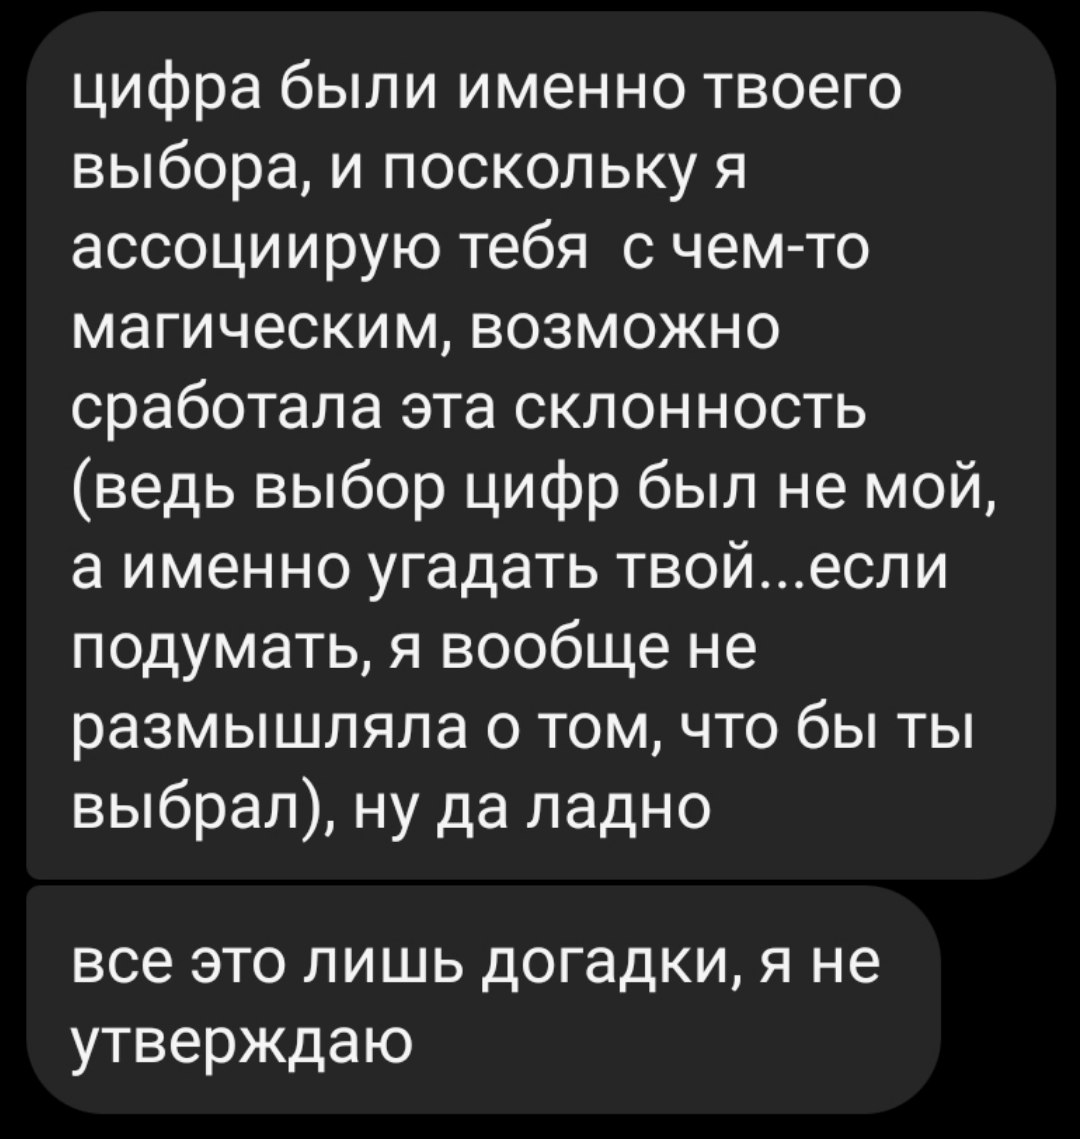 цифра были именно твоего
выбора, и поскольку я
ассоциирую тебя  с чем-то
магическим, возможно
сработала эта склонность
(ведь выбор цифр был не мой,
а именно угадать твой...если
подумать, я вообще не
размышляла о том, что бы ты
выбрал), ну да ладно
все это лишь догадки, я не
утверждаю